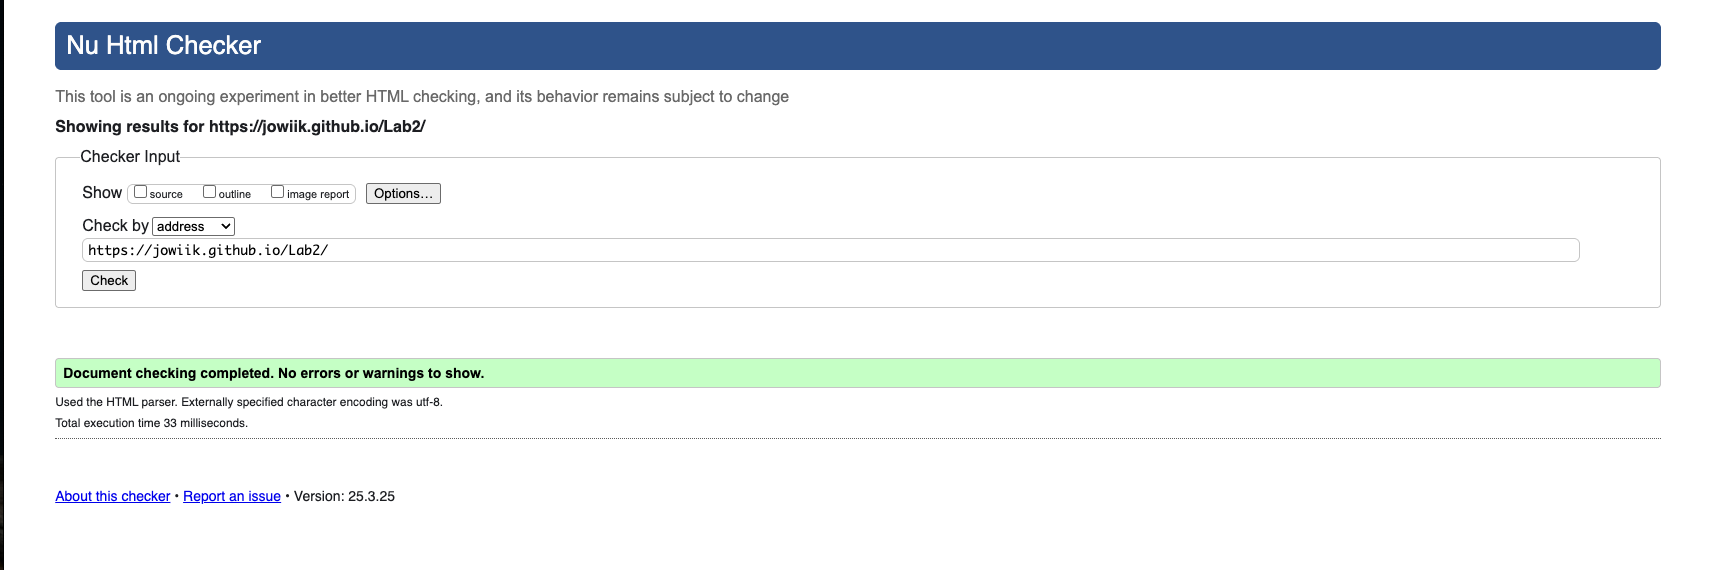 Nu Html Checker
This tool is an ongoing experiment in better HTML checking, and its behavior remains subject to change
Showing results for https://jowiik.github.io/Lab2/
Checker Input
Show source outline image report Options...
Check by address
https://jowiik.github.io/Lab2/
Check
Document checking completed. No errors or warnings to show.
Used the HTML parser. Externally specified character encoding was utf-8.
Total execution time 33 milliseconds.
About this checker • Report an issue • Version: 25.3.25